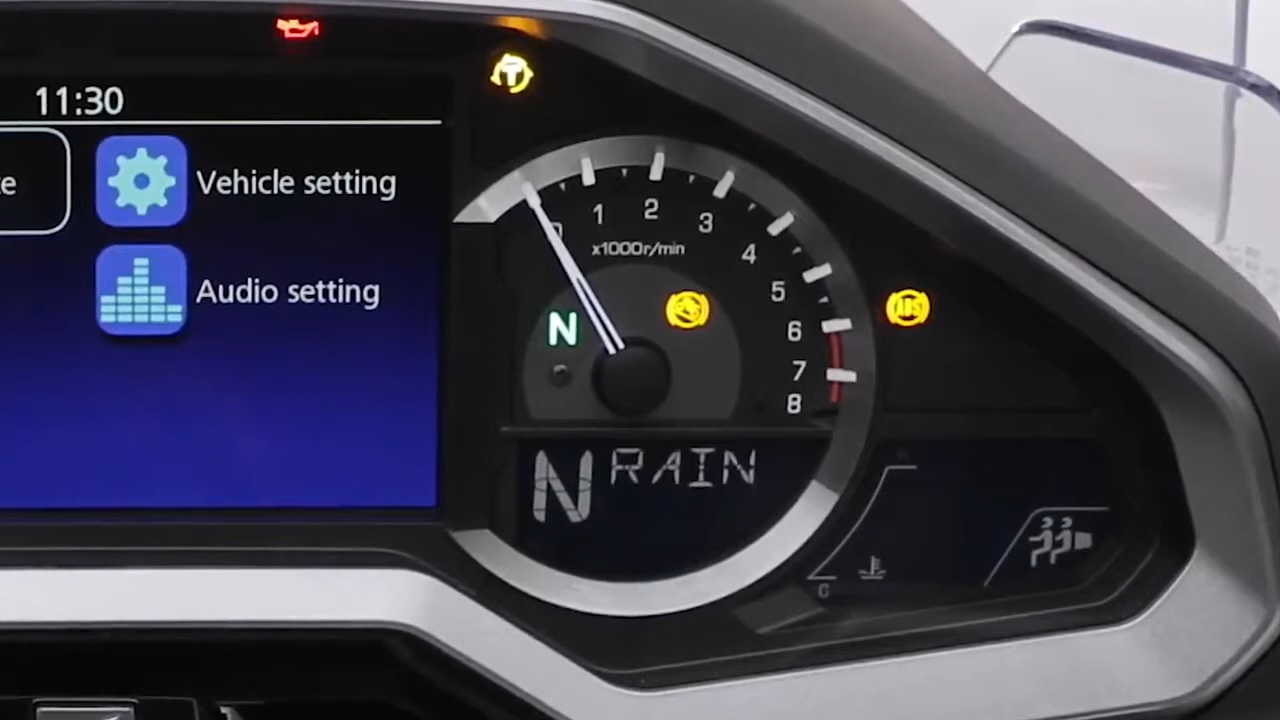 11:30
T
Vehicle setting
Audio setting
1
2
3
4
5
6
7
8
x1000r/min
N
ABS
N RAIN
C